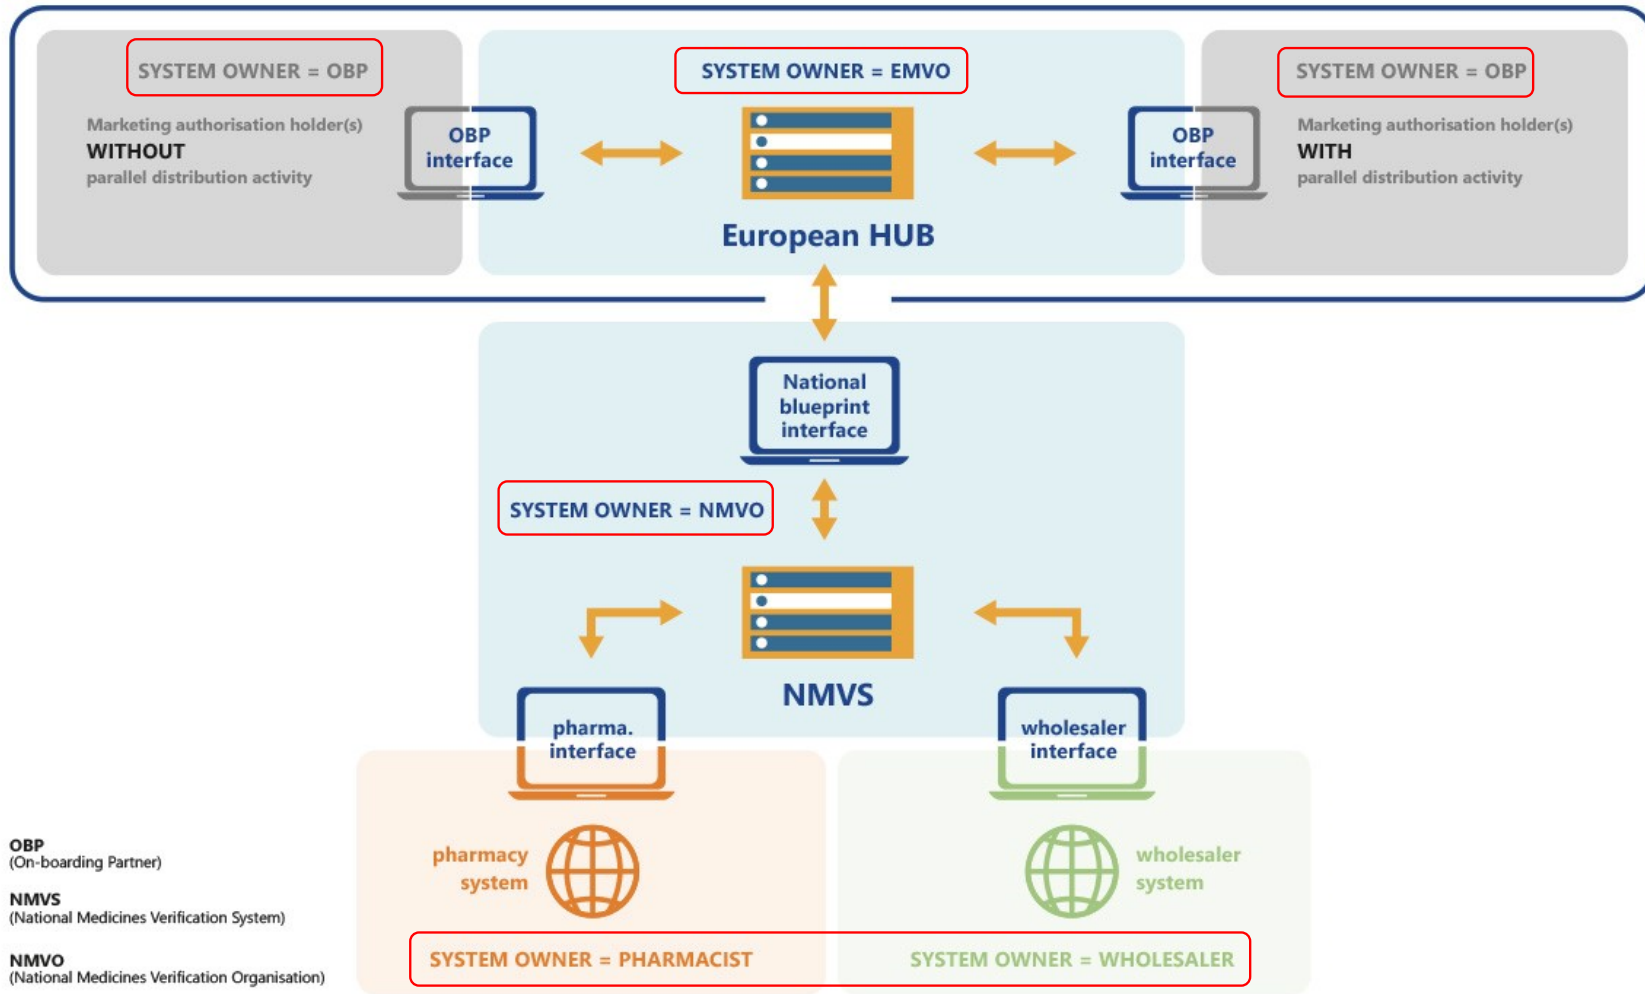 SYSTEM OWNER = OBP
Marketing authorisation holder(s)
WITHOUT
parallel distribution activity
OBP
interface
SYSTEM OWNER = EMVO
European HUB
OBP
interface
SYSTEM OWNER = OBP
Marketing authorisation holder(s)
WITH
parallel distribution activity
National
blueprint
interface
SYSTEM OWNER = NMVO
NMVS
pharma.
interface
wholesaler
interface
pharmacy
system
wholesaler
system
SYSTEM OWNER = PHARMACIST
SYSTEM OWNER = WHOLESALER
OBP
(On-boarding Partner)
NMVS
(National Medicines Verification System)
NMVO
(National Medicines Verification Organisation)